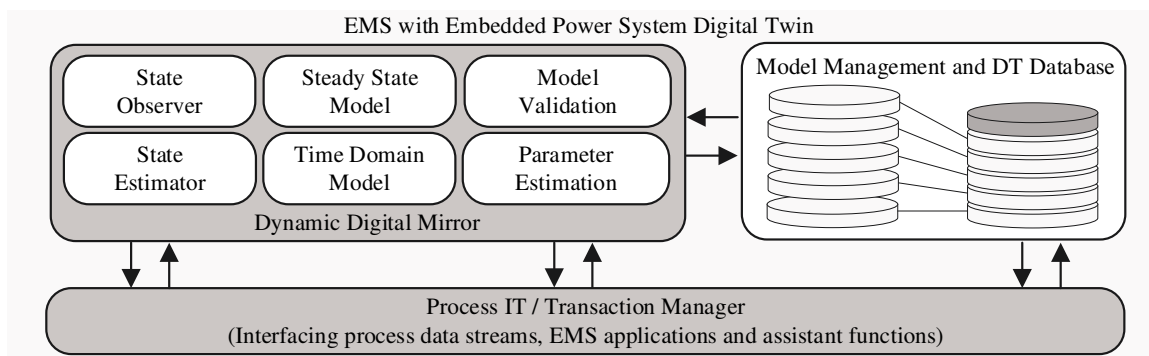 EMS with Embedded Power System Digital Twin
State
Observer
Steady State
Model
Model
Validation
State
Estimator
Time Domain
Model
Parameter
Estimation
Dynamic Digital Mirror
Model Management and DT Database
Process IT / Transaction Manager
(Interfacing process data streams, EMS applications and assistant functions)